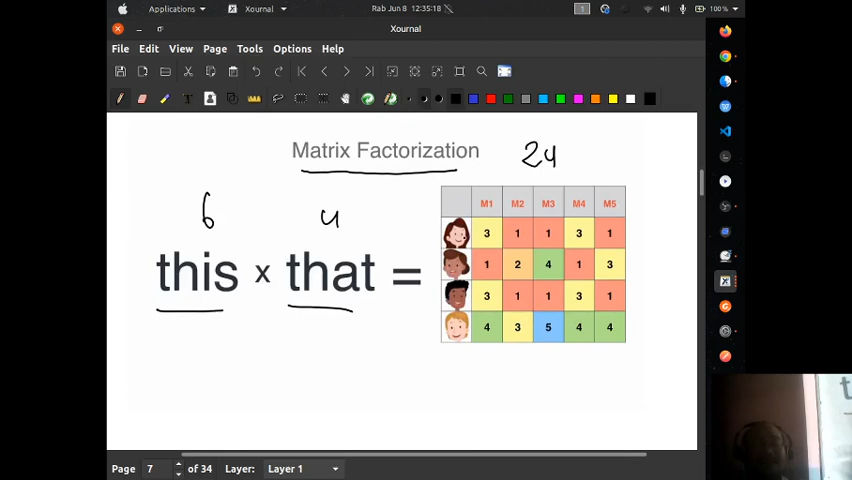 Applications Xournal Rab Jun 8 12:35:18 1 100%
Xournal
File Edit View Page Tools Options Help
Matrix Factorization 24
6 4
this x that =
M1 M2 M3 M4 M5
3 1 1 3 1
1 2 4 1 3
3 1 1 3 1
4 3 5 4 4
Page 7 of 34 Layer: Layer 1